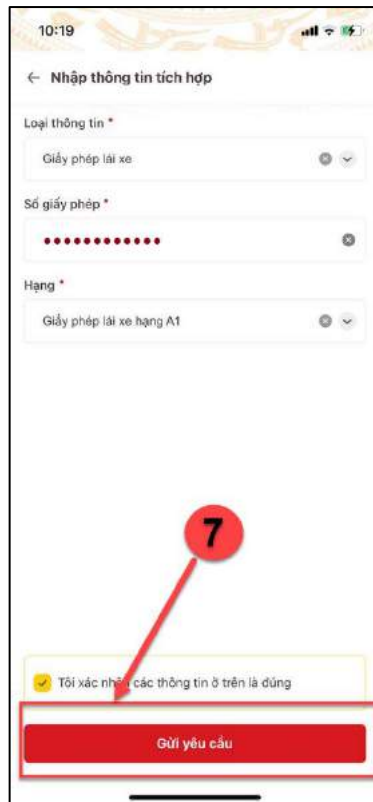 10:19
← Nhập thông tin tích hợp
Loại thông tin *
Giấy phép lái xe
Số giấy phép *
••••••••••••
Hạng *
Giấy phép lái xe hạng A1
7
Tôi xác nhận các thông tin ở trên là đúng
Gửi yêu cầu